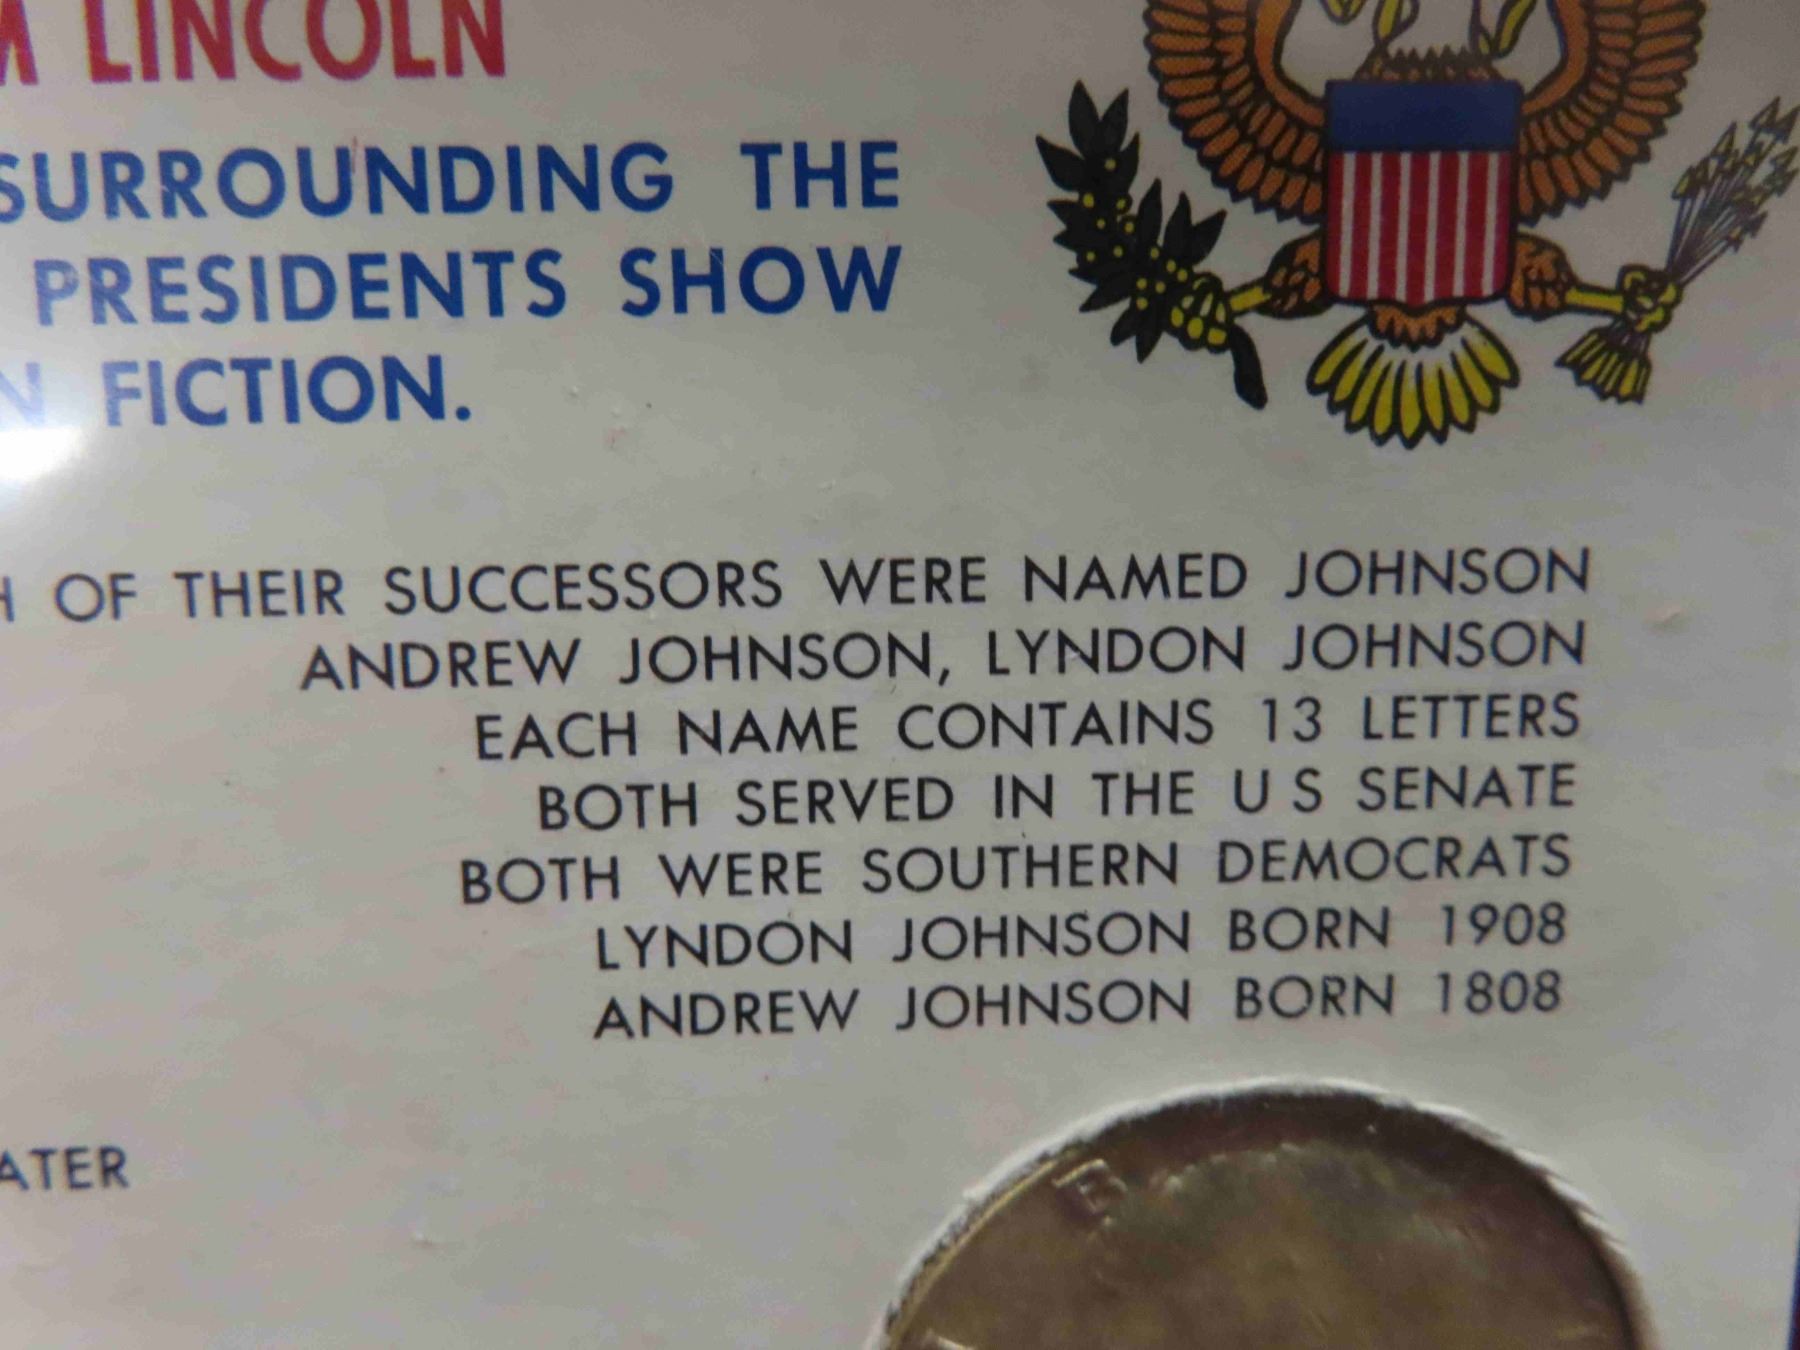 LINCOLN
SURROUNDING THE
PRESIDENTS SHOW
FICTION.
OF THEIR SUCCESSORS WERE NAMED JOHNSON
ANDREW JOHNSON, LYNDON JOHNSON
EACH NAME CONTAINS 13 LETTERS
BOTH SERVED IN THE U S SENATE
BOTH WERE SOUTHERN DEMOCRATS
LYNDON JOHNSON BORN 1908
ANDREW JOHNSON BORN 1808
ATER